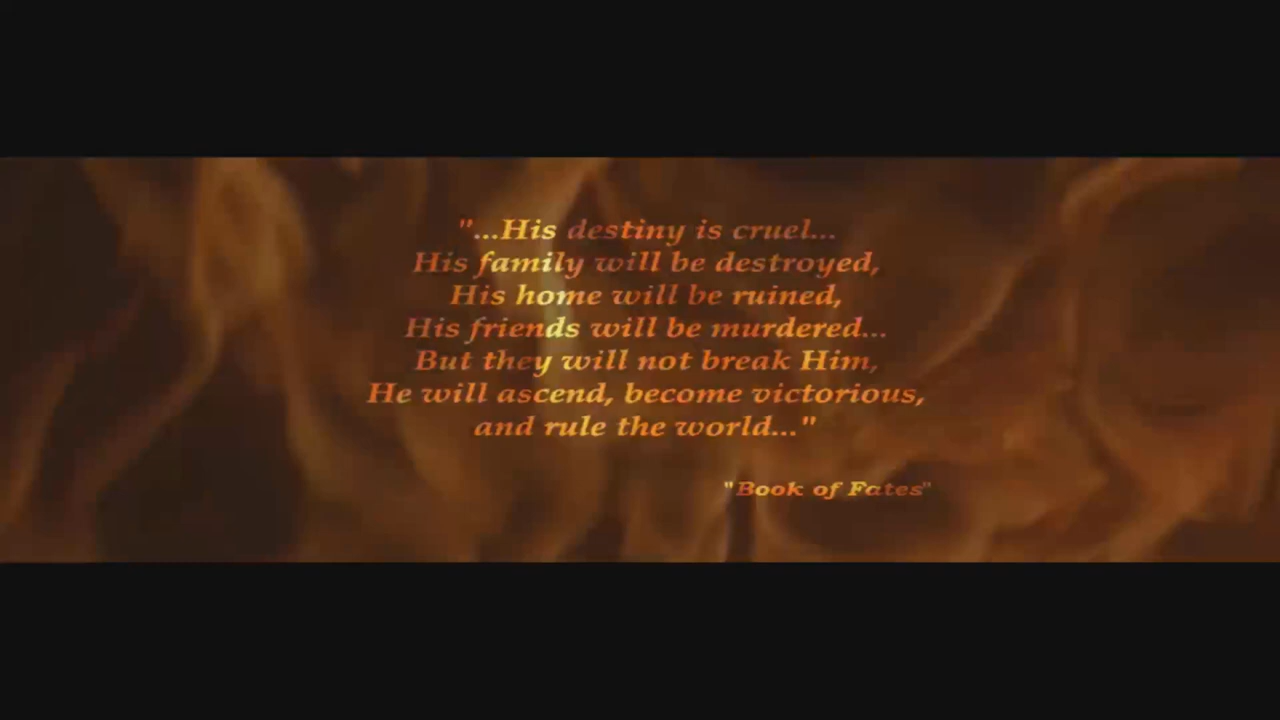 "...His destiny is cruel...
His family will be destroyed,
His home will be ruined,
His friends will be murdered...
But they will not break Him,
He will ascend, become victorious,
and rule the world..."
"Book of Fates"